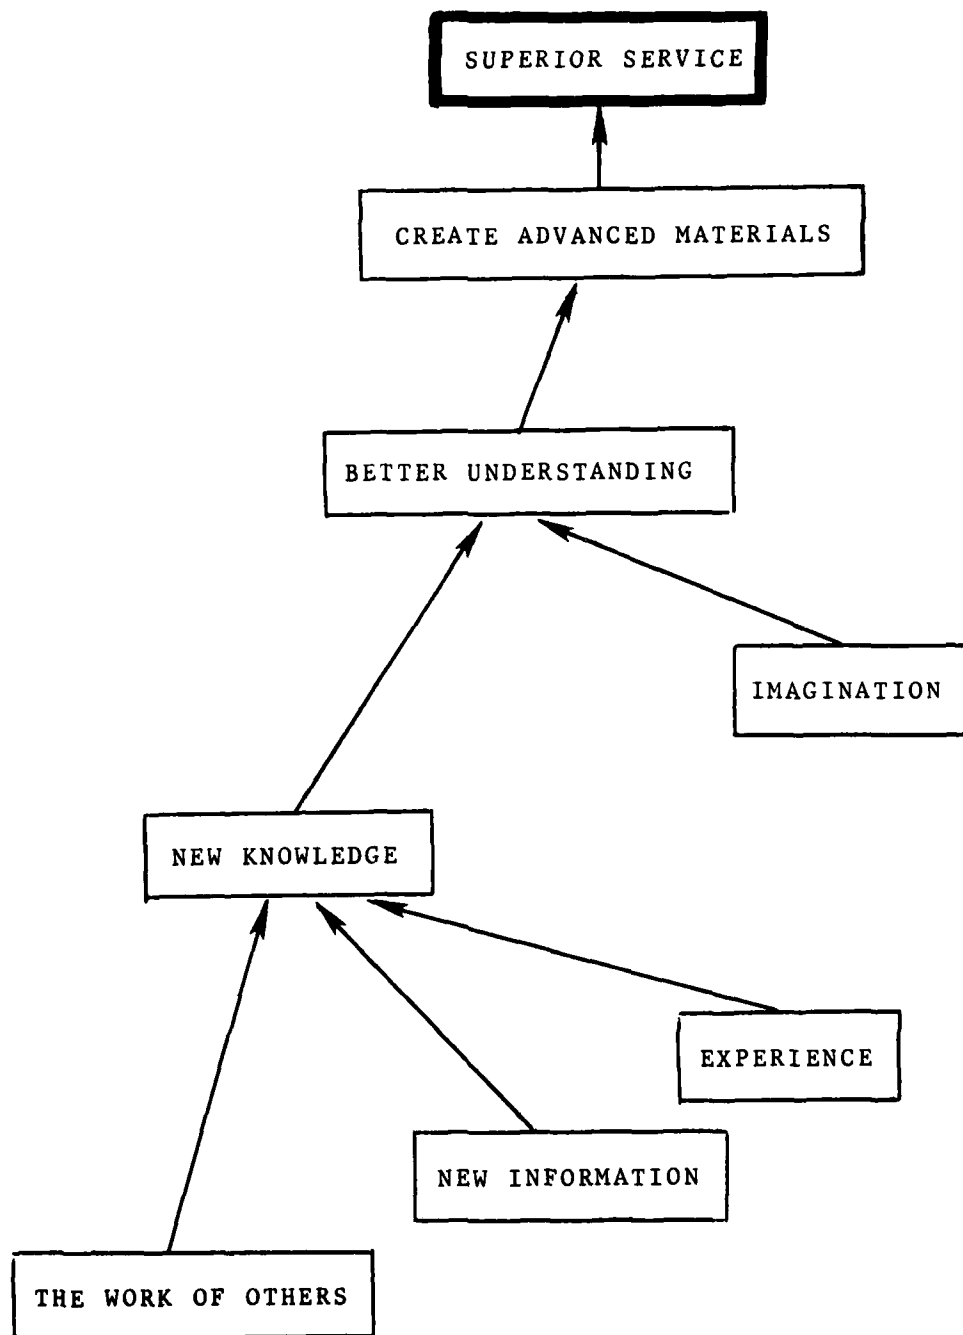 SUPERIOR SERVICE
CREATE ADVANCED MATERIALS
BETTER UNDERSTANDING
IMAGINATION
NEW KNOWLEDGE
EXPERIENCE
NEW INFORMATION
THE WORK OF OTHERS